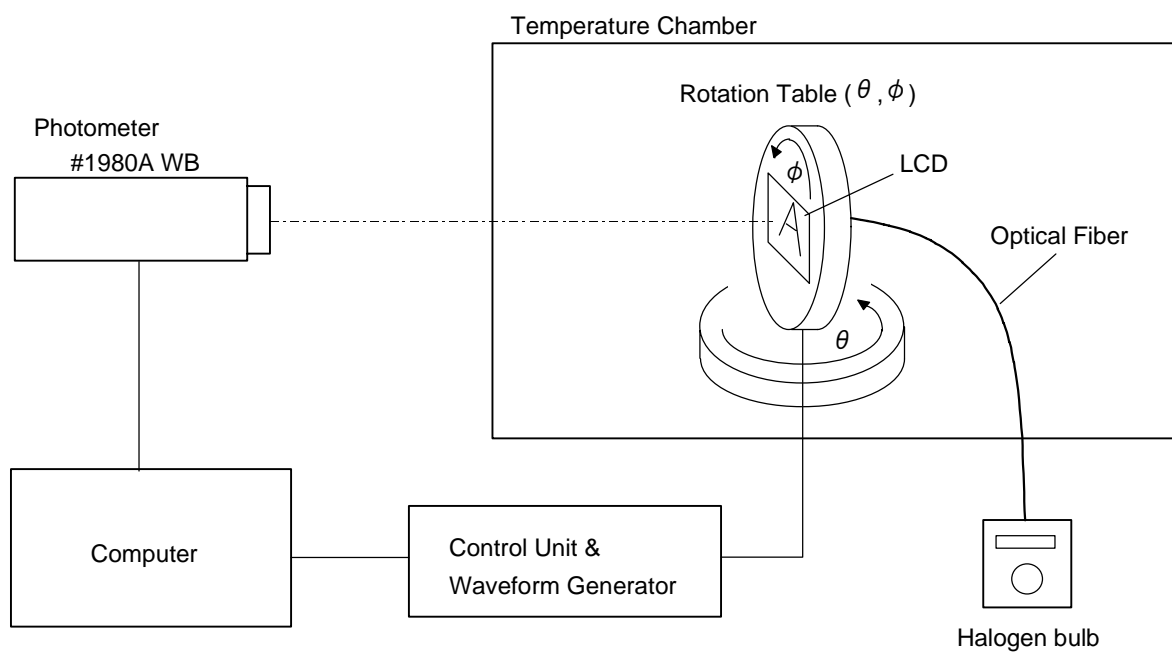 Temperature Chamber
Rotation Table ( θ , ϕ )
Photometer
#1980A WB
ϕ
LCD
A
Optical Fiber
θ
Computer
Control Unit &
Waveform Generator
Halogen bulb